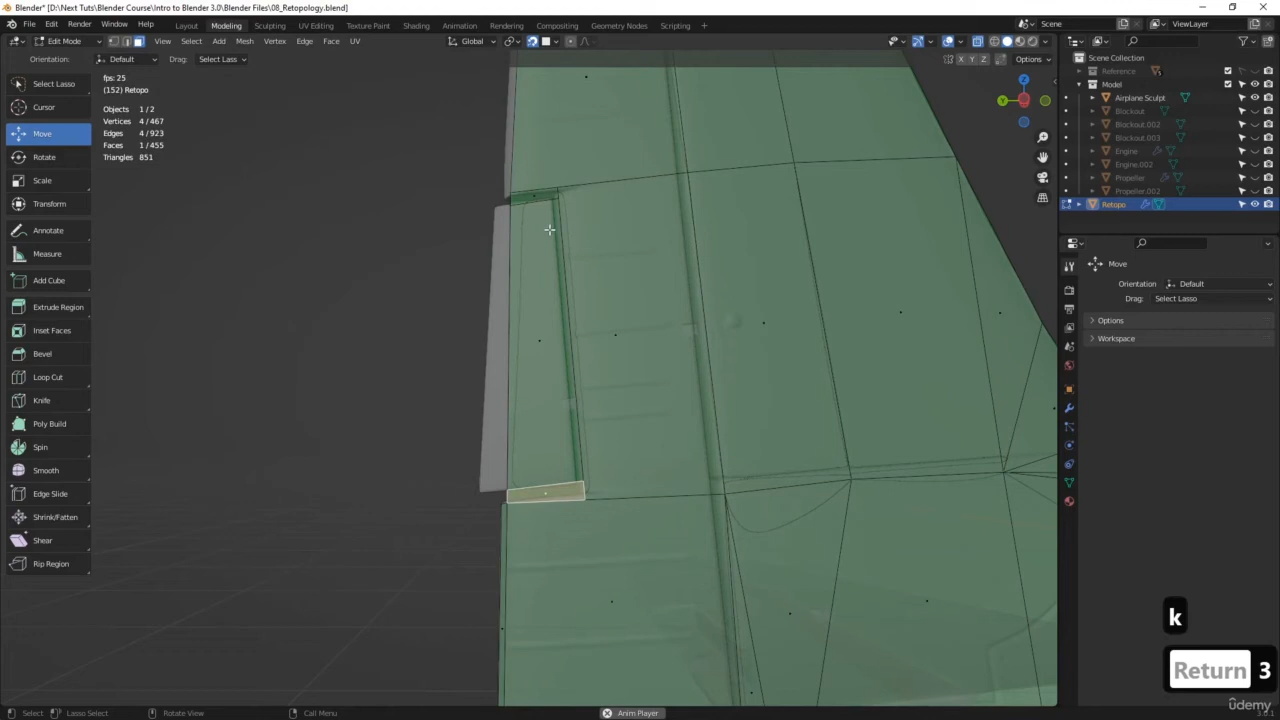 Blender* [D:\Next Tuts\Blender Course\Intro to Blender 3.0\Blender Files\08_Retopology.blend]
File Edit Render Window Help Layout Modeling Sculpting UV Editing Texture Paint Shading Animation Rendering Compositing Geometry Nodes Scripting + Scene ViewLayer
Edit Mode View Select Add Mesh Vertex Edge Face UV Global
Orientation: Default Drag: Select Lasso X Y Z Options
fps: 25
(152) Retopo
Objects 1/2
Vertices 4/467
Edges 4/923
Faces 1/455
Triangles 851
Select Lasso
Cursor
Move
Rotate
Scale
Transform
Annotate
Measure
Add Cube
Extrude Region
Inset Faces
Bevel
Loop Cut
Knife
Poly Build
Spin
Smooth
Edge Slide
Shrink/Fatten
Shear
Rip Region
Z
Y
Scene Collection
Reference
Model
Airplane Sculpt
Blockout
Blockout.002
Blockout.003
Engine
Engine.002
Propeller
Propeller.002
Retopo
Move
Orientation Default
Drag: Select Lasso
Options
Workspace
k
Return 3
ûdemy
Select Lasso Select Rotate View Call Menu Anim Player 3.0.1